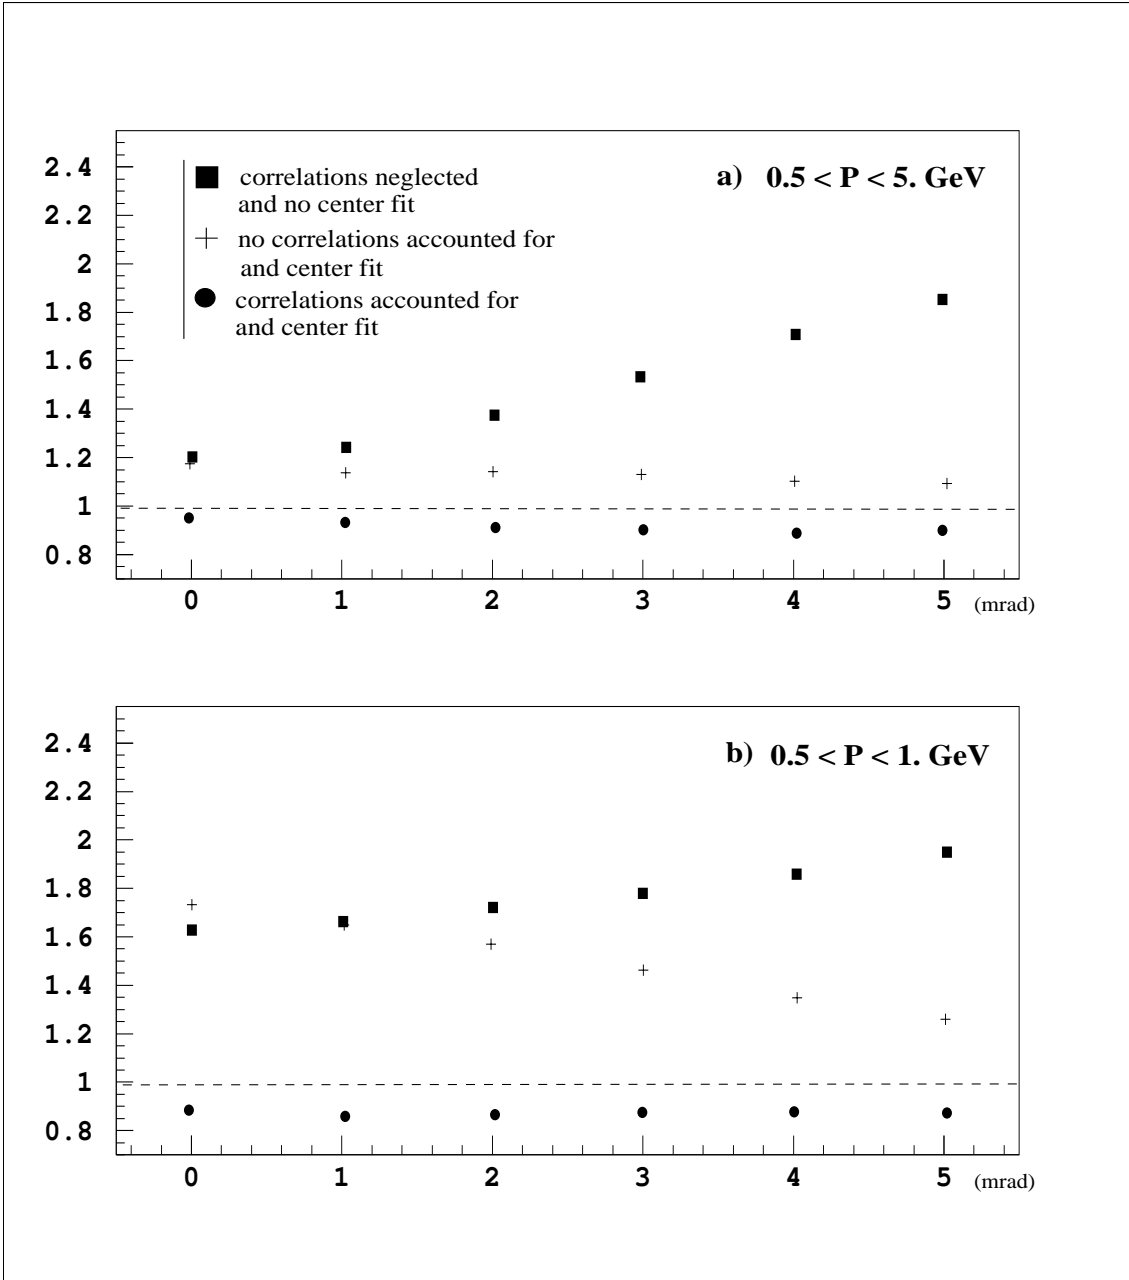 2.4
2.2
2
1.8
1.6
1.4
1.2
1
0.8
correlations neglected
and no center fit
no correlations accounted for
and center fit
correlations accounted for
and center fit
a) 0.5 < P < 5. GeV
0 1 2 3 4 5 (mrad)
2.4
2.2
2
1.8
1.6
1.4
1.2
1
0.8
b) 0.5 < P < 1. GeV
0 1 2 3 4 5 (mrad)